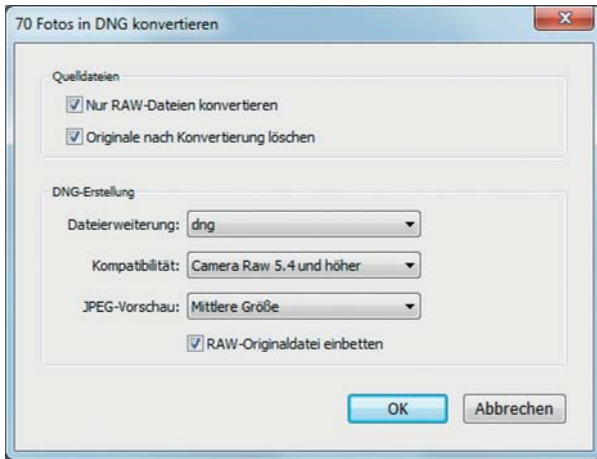 70 Fotos in DNG konvertieren
Quelldateien
Nur RAW-Dateien konvertieren
Originale nach Konvertierung löschen
DNG-Erstellung
Dateierweiterung: dng
Kompatibilität: Camera Raw 5.4 und höher
JPEG-Vorschau: Mittlere Größe
RAW-Originaldatei einbetten
OK Abbrechen